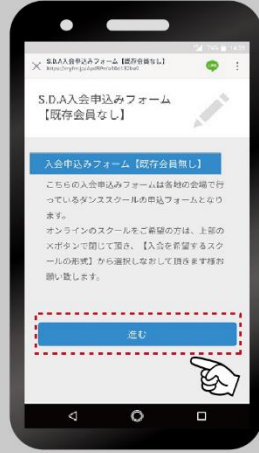 S.D.A入会申込みフォーム【既存会員なし】
S.D.A入会申込みフォーム
【既存会員なし】
入会申込みフォーム【既存会員無し】
こちらの入会申込みフォームは各地の会場で行
っているダンススクールの申込フォームとなり
ます。
オンラインのスクールをご希望の方は、上部の
×ボタンで閉じて頂き、【入会を希望するスク
ールの形式】から選択しなおして頂きます様お
願い致します。
進む